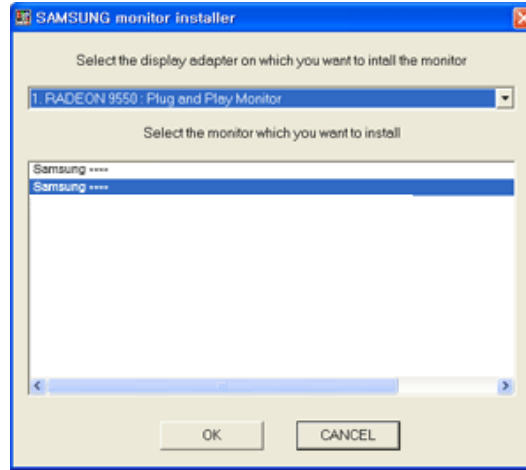 SAMSUNG monitor installer
Select the display adapter on which you want to intall the monitor
1. RADEON 9550 : Plug and Play Monitor
Select the monitor which you want to install
Samsung ----
Samsung ----
OK CANCEL